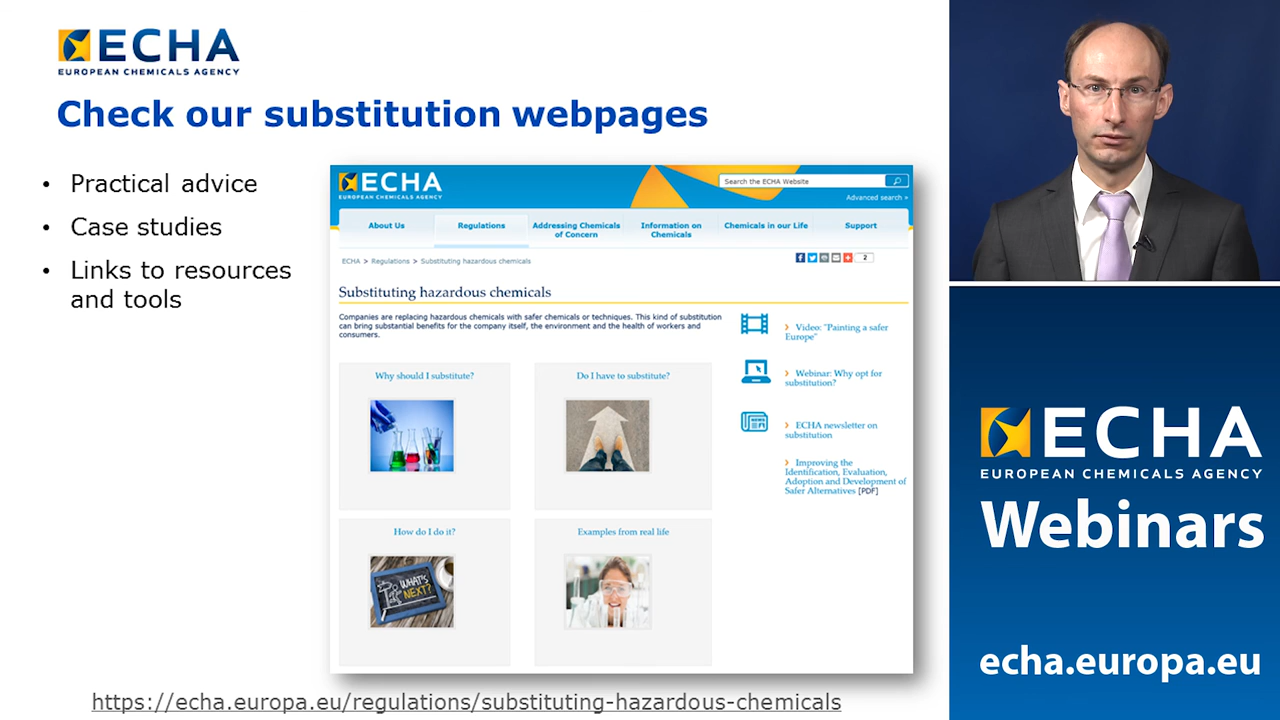 ECHA
EUROPEAN CHEMICALS AGENCY
Check our substitution webpages
• Practical advice
• Case studies
• Links to resources
and tools
ECHA
EUROPEAN CHEMICALS AGENCY
Search the ECHA Website
Advanced search »
About Us
Regulations
Addressing Chemicals
of Concern
Information on
Chemicals
Chemicals in our Life
Support
ECHA > Regulations > Substituting hazardous chemicals
2
Substituting hazardous chemicals
Companies are replacing hazardous chemicals with safer chemicals or techniques. This kind of substitution
can bring substantial benefits for the company itself, the environment and the health of workers and
consumers.
Why should I substitute?
Do I have to substitute?
How do I do it?
WHAT'S
NEXT?
Examples from real life
› Video: "Painting a safer
Europe"
› Webinar: Why opt for
substitution?
NEWS
› ECHA newsletter on
substitution
› Improving the
Identification, Evaluation,
Adoption and Development of
Safer Alternatives [PDF]
https://echa.europa.eu/regulations/substituting-hazardous-chemicals
ECHA
EUROPEAN CHEMICALS AGENCY
Webinars
echa.europa.eu